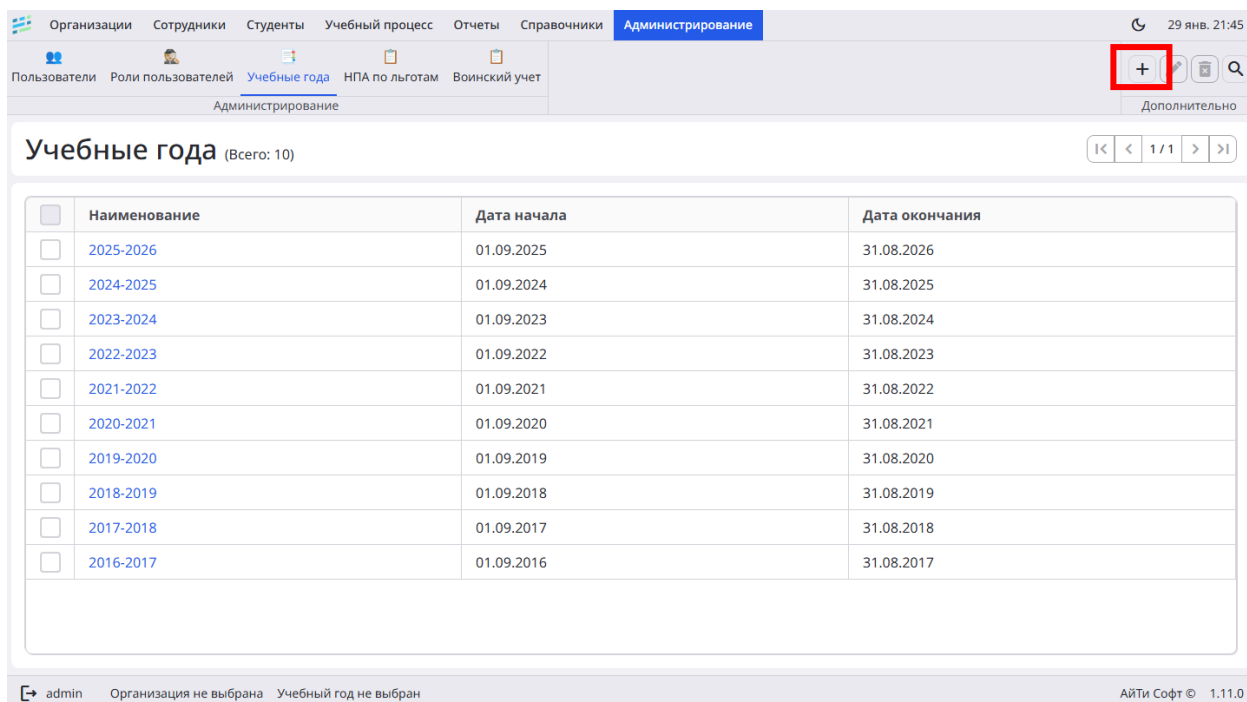 Организации Сотрудники Студенты Учебный процесс Отчеты Справочники Администрирование 29 янв. 21:45
Пользователи Роли пользователей Учебные года НПА по льготам Воинский учет
Администрирование Дополнительно
Учебные года (Всего: 10) 1 / 1
Наименование Дата начала Дата окончания
2025-2026 01.09.2025 31.08.2026
2024-2025 01.09.2024 31.08.2025
2023-2024 01.09.2023 31.08.2024
2022-2023 01.09.2022 31.08.2023
2021-2022 01.09.2021 31.08.2022
2020-2021 01.09.2020 31.08.2021
2019-2020 01.09.2019 31.08.2020
2018-2019 01.09.2018 31.08.2019
2017-2018 01.09.2017 31.08.2018
2016-2017 01.09.2016 31.08.2017
admin Организация не выбрана Учебный год не выбран АйТи Софт © 1.11.0